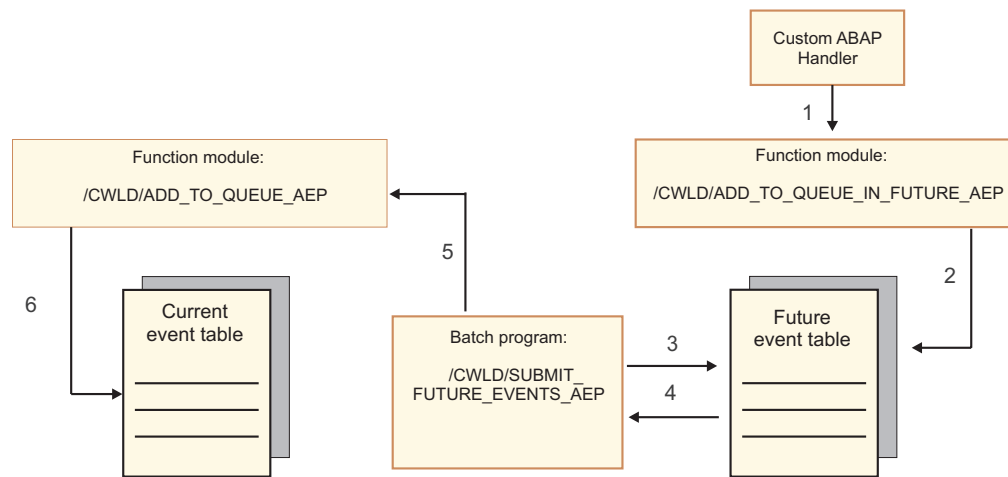 Custom ABAP
Handler
1
Function module:
/CWLD/ADD_TO_QUEUE_AEP
Function module:
/CWLD/ADD_TO_QUEUE_IN_FUTURE_AEP
5
2
6
Current
event table
Batch program:
/CWLD/SUBMIT_
FUTURE_EVENTS_AEP
3
4
Future
event table